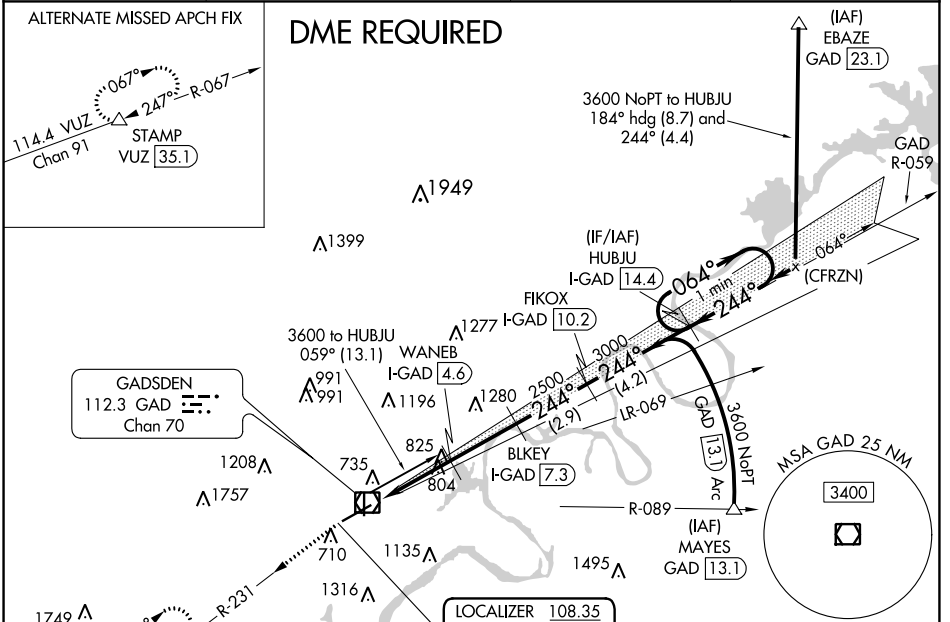 ALTERNATE MISSED APCH FIX
067°
247°
R-067
114.4 VUZ
Chan 91
STAMP
VUZ 35.1
DME REQUIRED
(IAF)
EBAZE
GAD 23.1
3600 NoPT to HUBJU
184° hdg (8.7) and
244° (4.4)
GAD
R-059
1949
1399
(IF/IAF)
HUBJU
I-GAD 14.4
064°
1 min
244°
064°
(CFRZN)
FIKOX
I-GAD 10.2
1277
3600 to HUBJU
059° (13.1)
WANEB
I-GAD 4.6
3000
244°
(4.2)
2500
244°
(2.9)
LR-069
GADSDEN
112.3 GAD
Chan 70
991
991
1196
1280
BLKEY
I-GAD 7.3
3600 NoPT
GAD 13.1 Arc
825
804
735
1208
1757
MSA GAD 25 NM
3400
R-089
(IAF)
MAYES
GAD 13.1
710
1135
1495
1316
R-231
1749
LOCALIZER 108.35